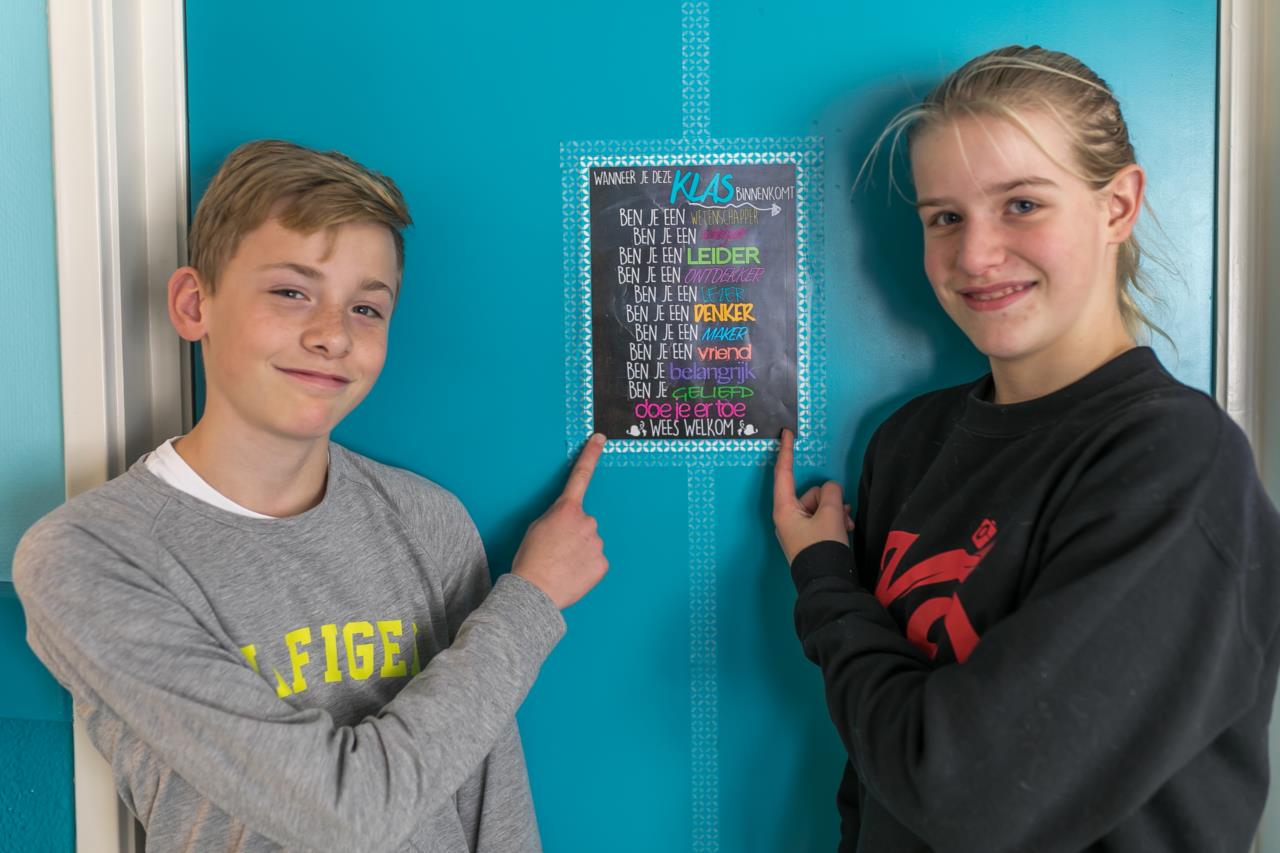 WANNEER JE DEZE KLAS BINNENKOMT
BEN JE EEN WETENSCHAPPER
BEN JE EEN
BEN JE EEN LEIDER
BEN JE EEN ONTDEKKER
BEN JE EEN LEZER
BEN JE EEN DENKER
BEN JE EEN MAKER
BEN JE EEN vriend
BEN JE belangrijk
BEN JE GELIEFD
doe je er toe
WEES WELKOM
LFIGE